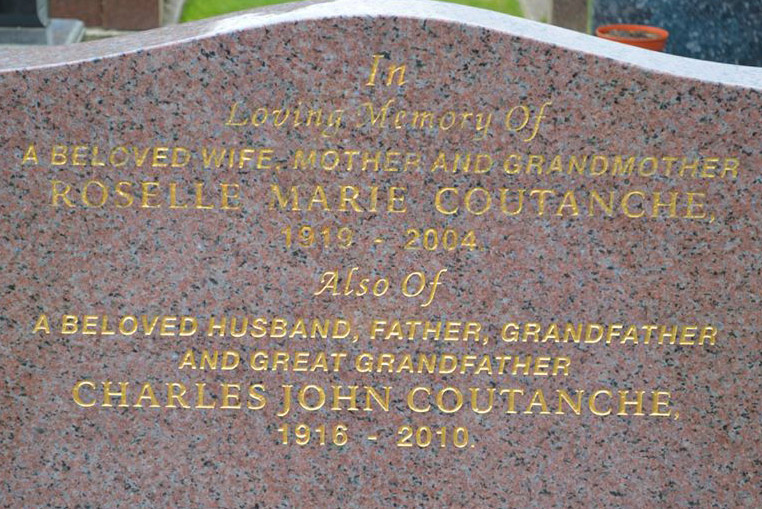 In
Loving Memory Of
A BELOVED WIFE, MOTHER AND GRANDMOTHER
ROSELLE MARIE COUTANCHE,
1919 - 2004.
Also Of
A BELOVED HUSBAND, FATHER, GRANDFATHER
AND GREAT GRANDFATHER
CHARLES JOHN COUTANCHE,
1916 - 2010.